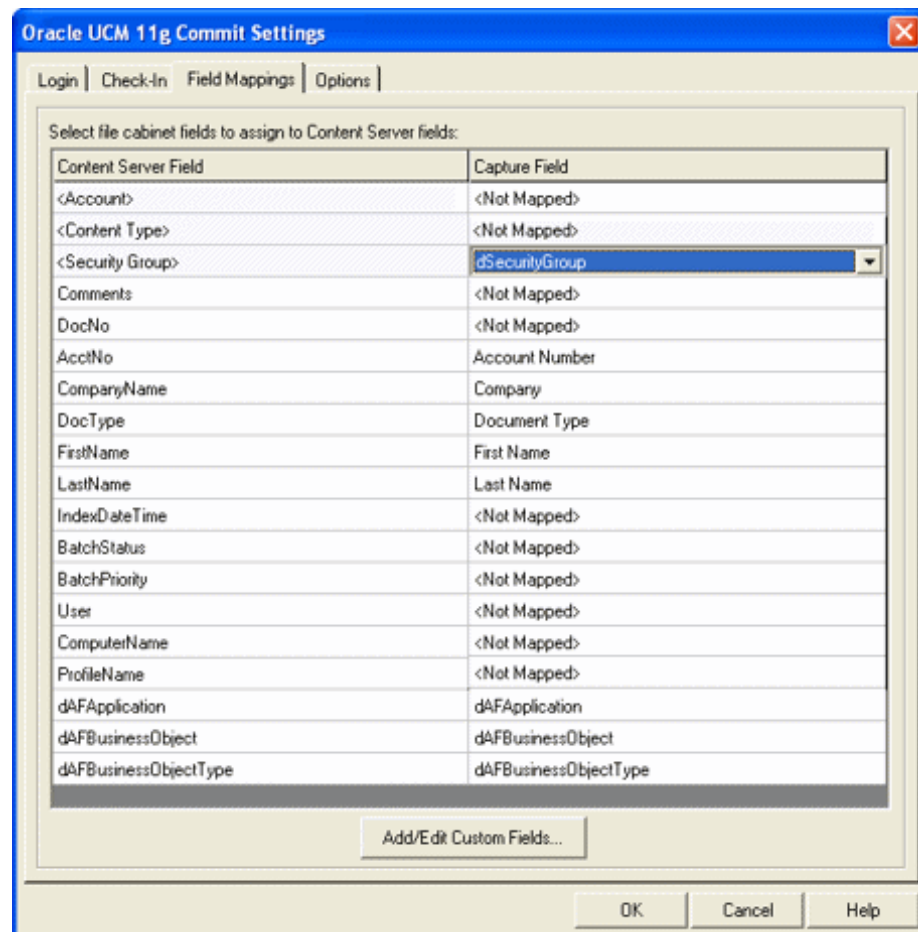 Oracle UCM 11g Commit Settings
Login Check-In Field Mappings Options
Select file cabinet fields to assign to Content Server fields:
Content Server Field Capture Field
<Account> <Not Mapped>
<Content Type> <Not Mapped>
<Security Group> dSecurityGroup
Comments <Not Mapped>
DocNo <Not Mapped>
AcctNo Account Number
CompanyName Company
DocType Document Type
FirstName First Name
LastName Last Name
IndexDateTime <Not Mapped>
BatchStatus <Not Mapped>
BatchPriority <Not Mapped>
User <Not Mapped>
ComputerName <Not Mapped>
ProfileName <Not Mapped>
dAFApplication dAFApplication
dAFBusinessObject dAFBusinessObject
dAFBusinessObjectType dAFBusinessObjectType
Add/Edit Custom Fields...
OK Cancel Help